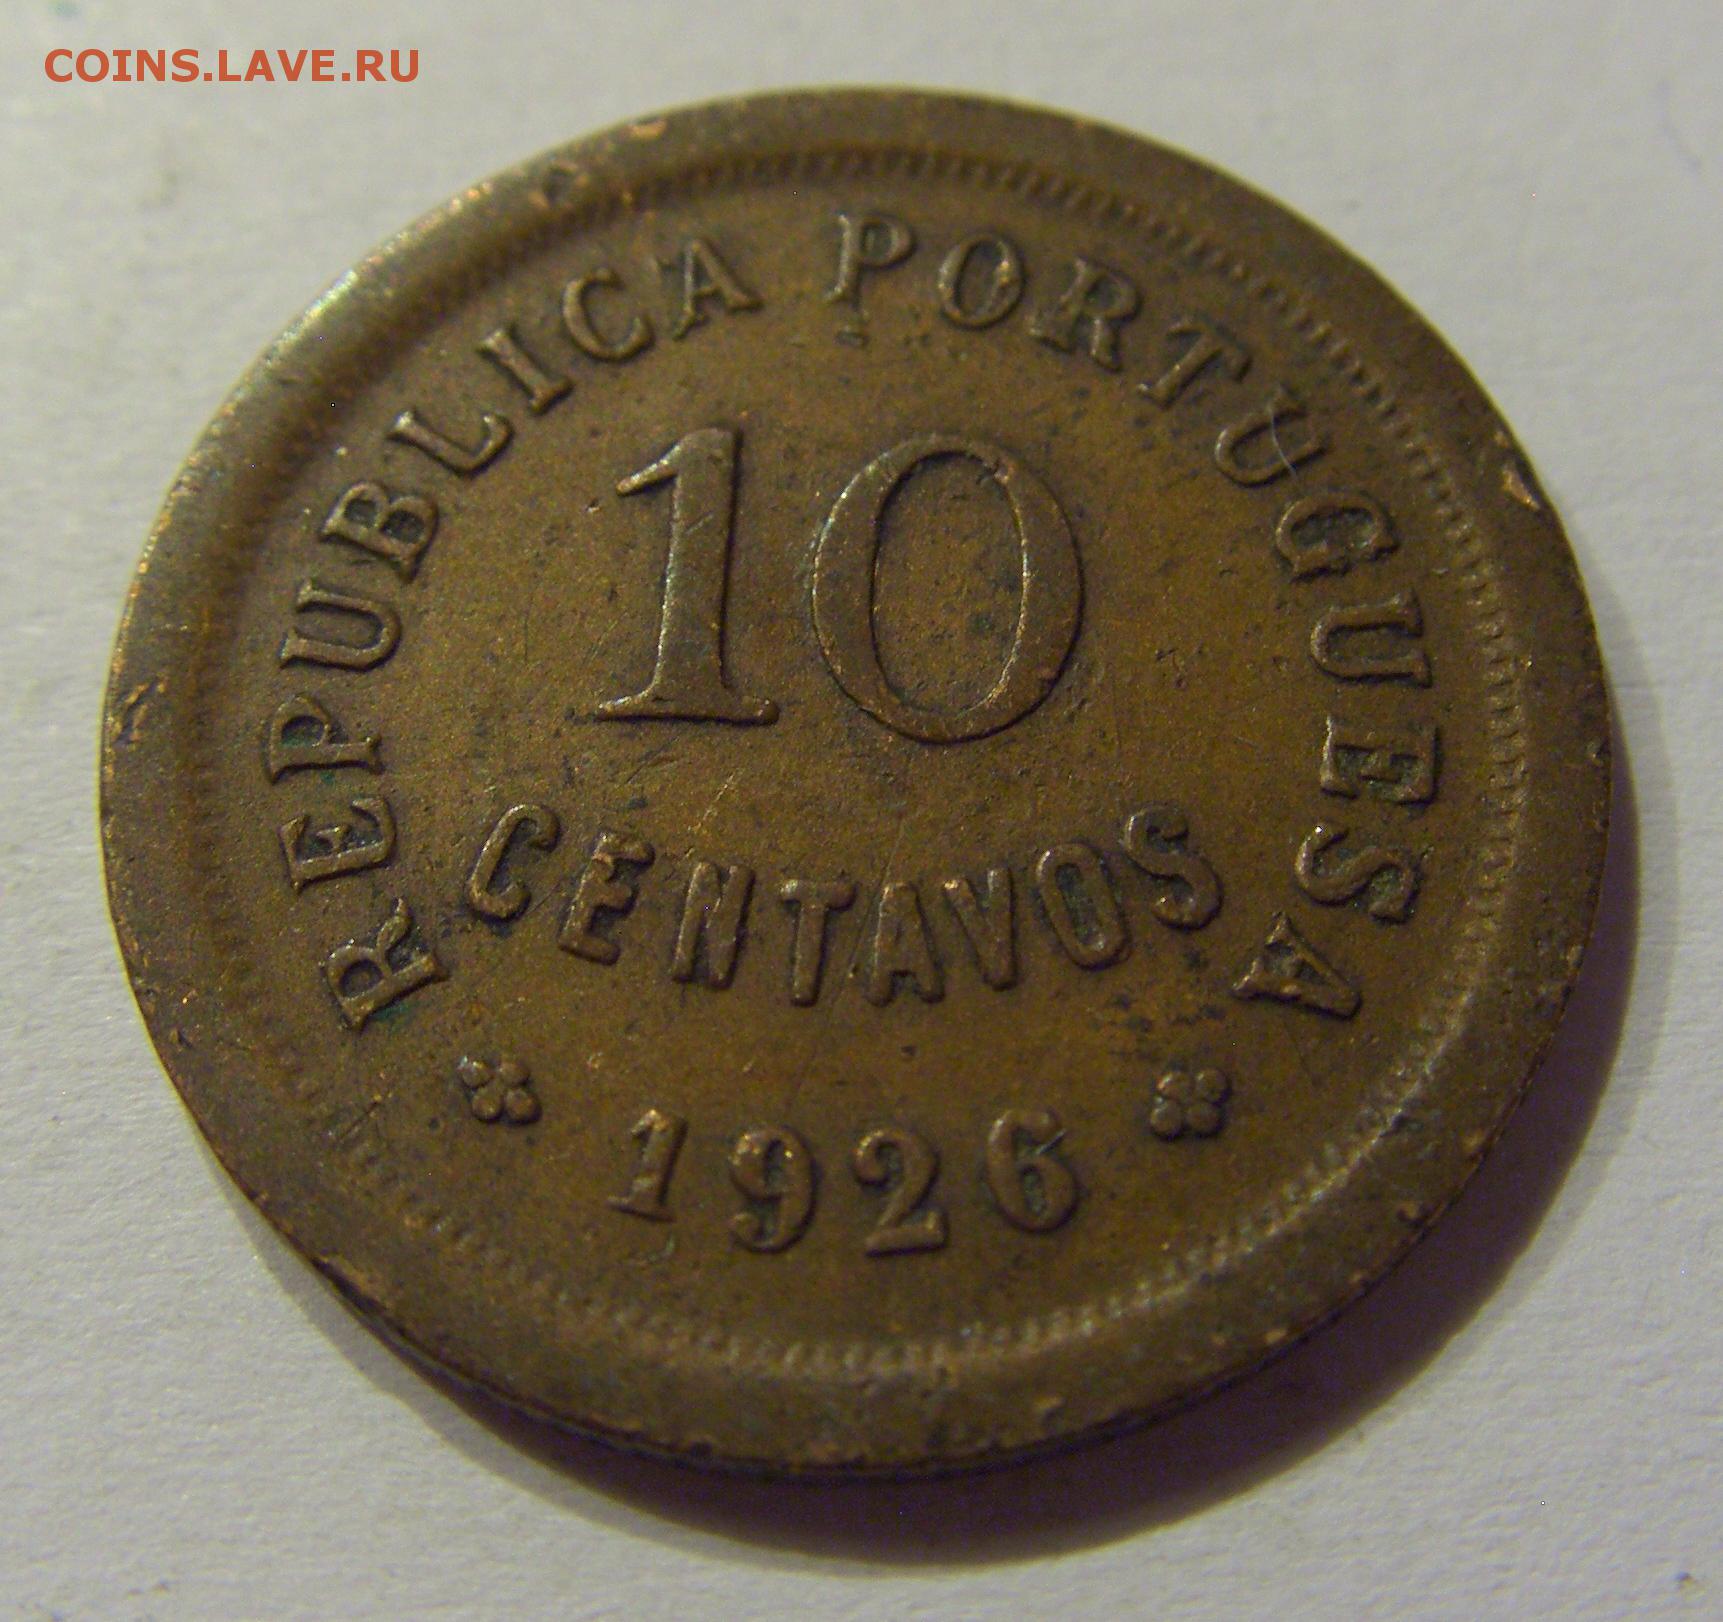 COINS.LAVE.RU
REPUBLICA PORTUGUESA
10
CENTAVOS
1926